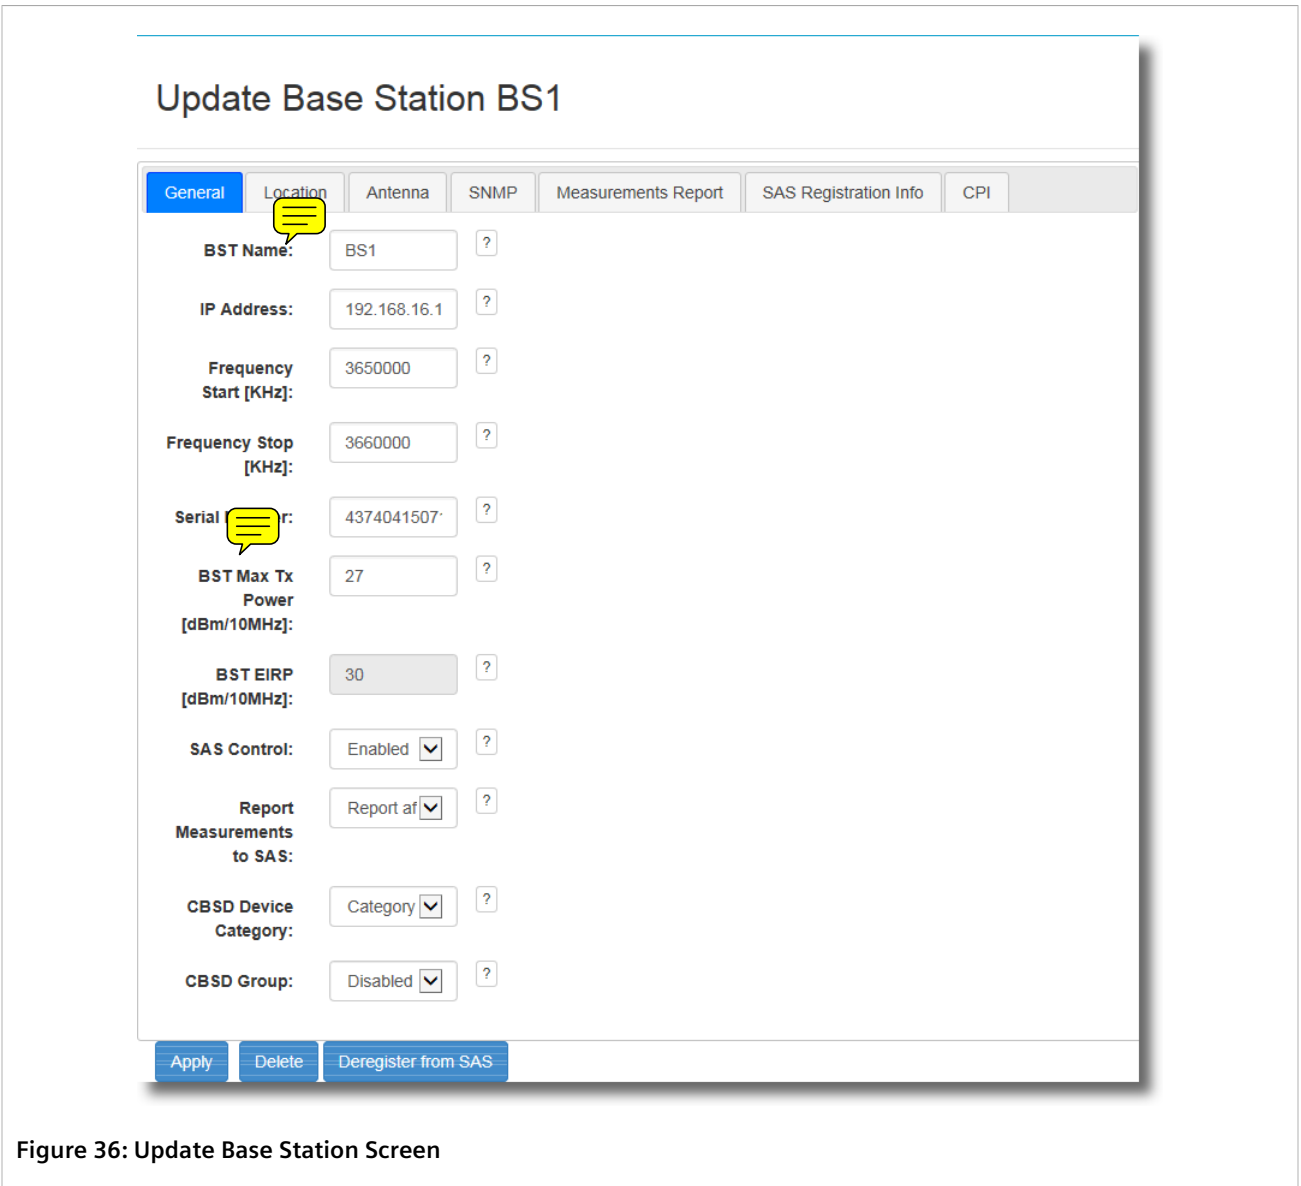 Update Base Station BS1
General Location Antenna SNMP Measurements Report SAS Registration Info CPI
BST Name: BS1 ?
IP Address: 192.168.16.1 ?
Frequency 3650000 ?
Start [KHz]:
Frequency Stop 3660000 ?
[KHz]:
Serial 4374041507 ?
BST Max Tx 27 ?
Power
[dBm/10MHz]:
BST EIRP 30 ?
[dBm/10MHz]:
SAS Control: Enabled ?
Report Report af ?
Measurements
to SAS:
CBSD Device Category ?
Category:
CBSD Group: Disabled ?
Apply Delete Deregister from SAS
Figure 36: Update Base Station Screen